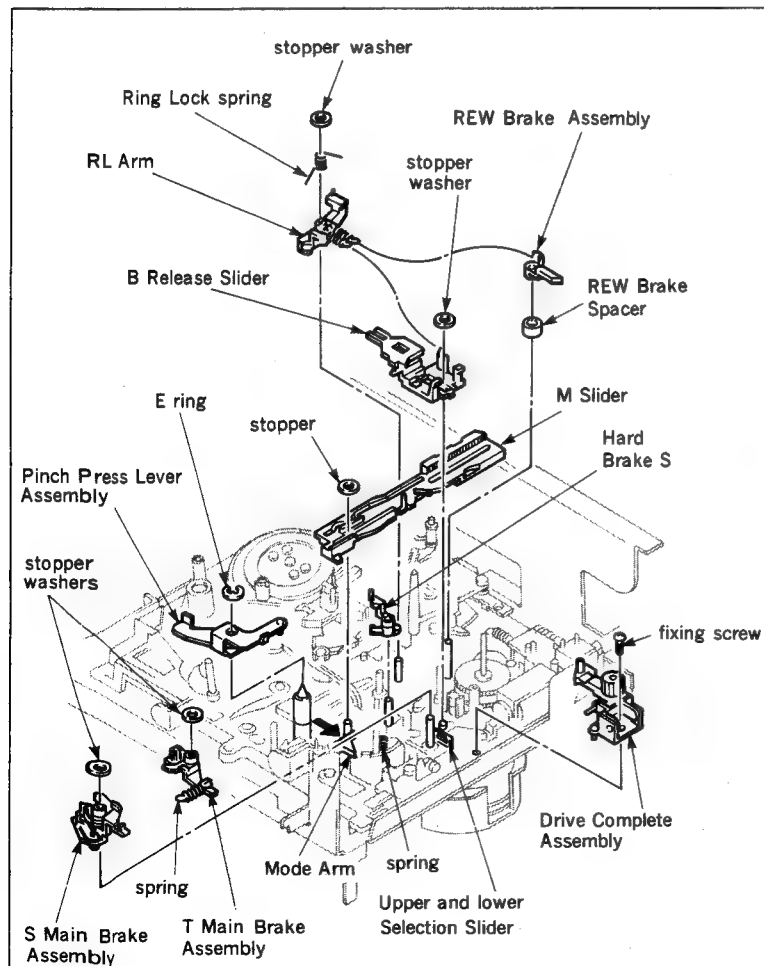 stopper washer
Ring Lock spring
REW Brake Assembly
RL Arm
stopper
washer
B Release Slider
REW Brake
Spacer
E ring
M Slider
stopper
Hard
Brake S
Pinch Press Lever
Assembly
stopper
washers
fixing screw
Drive Complete
Assembly
Mode Arm
spring
spring
Upper and lower
Selection Slider
S Main Brake
Assembly
T Main Brake
Assembly